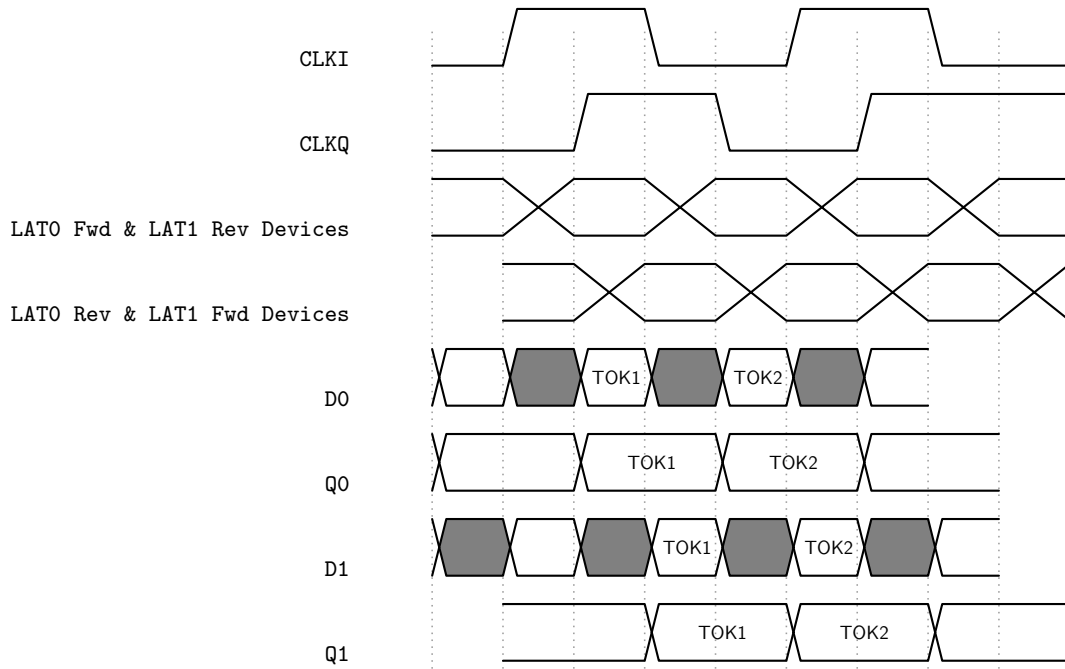 CLKI
CLKQ
LAT0 Fwd & LAT1 Rev Devices
LAT0 Rev & LAT1 Fwd Devices
D0 TOK1 TOK2
Q0 TOK1 TOK2
D1 TOK1 TOK2
Q1 TOK1 TOK2